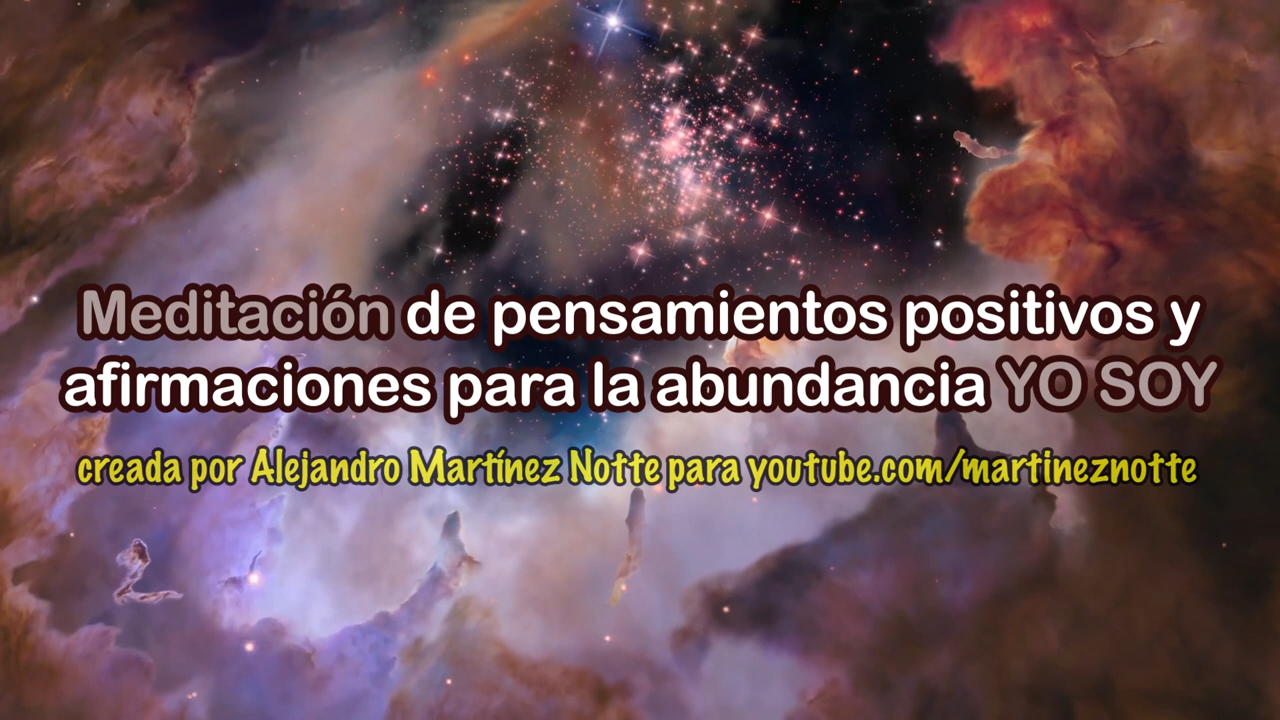 Meditación de pensamientos positivos y
afirmaciones para la abundancia YO SOY
creada por Alejandro Martínez Notte para youtube.com/martineznotte